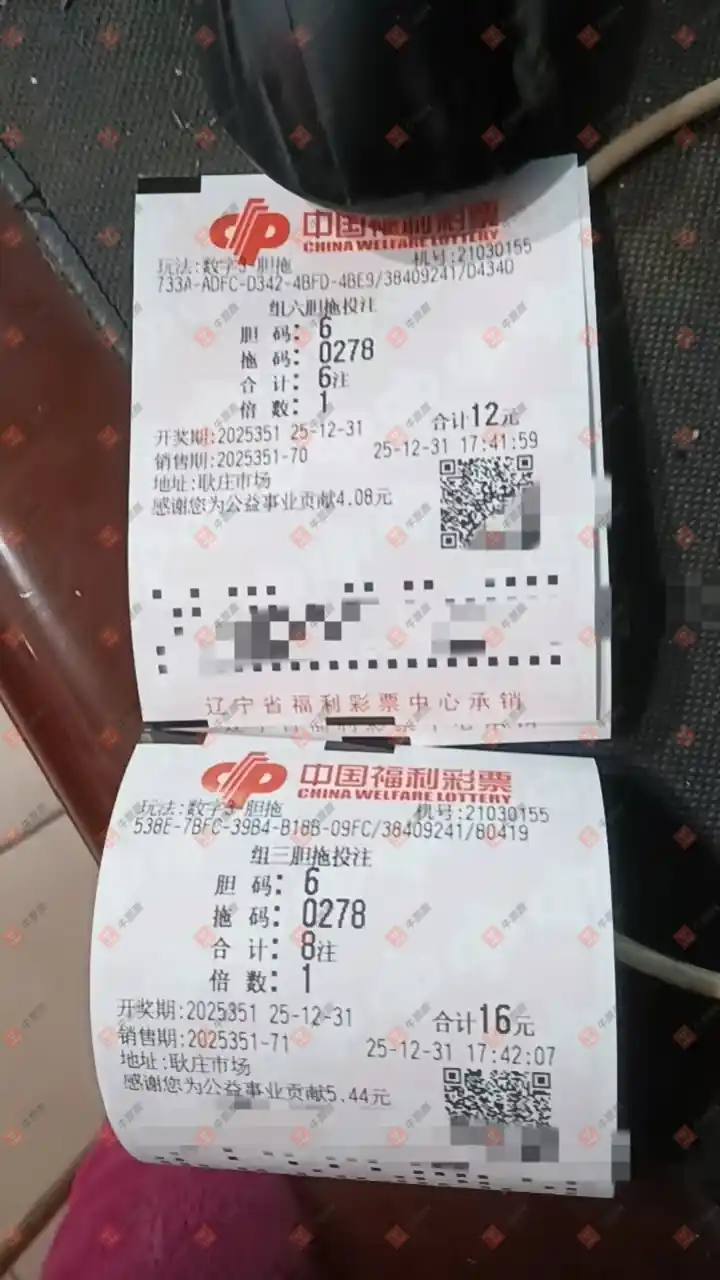 中国福利彩票
CHINA WELFARE LOTTERY
玩法:数字3-胆拖 机号:21030155
733A-ADFC-D342-4BFD-4BE9/38409241/D434D
组六胆拖投注
胆 码: 6
拖 码: 0278
合 计: 6注
倍 数: 1
合计12元
开奖期:2025351 25-12-31
销售期:2025351-70 25-12-31 17:41:59
地址:耿庄市场
感谢您为公益事业贡献4.08元
辽宁省福利彩票中心承销
中国福利彩票
CHINA WELFARE LOTTERY
玩法:数字3-胆拖 机号:21030155
538E-7BFC-39B4-B18B-09FC/38409241/80419
组三胆拖投注
胆 码: 6
拖 码: 0278
合 计: 8注
倍 数: 1
开奖期:2025351 25-12-31 合计16元
销售期:2025351-71 25-12-31 17:42:07
地址:耿庄市场
感谢您为公益事业贡献5.44元